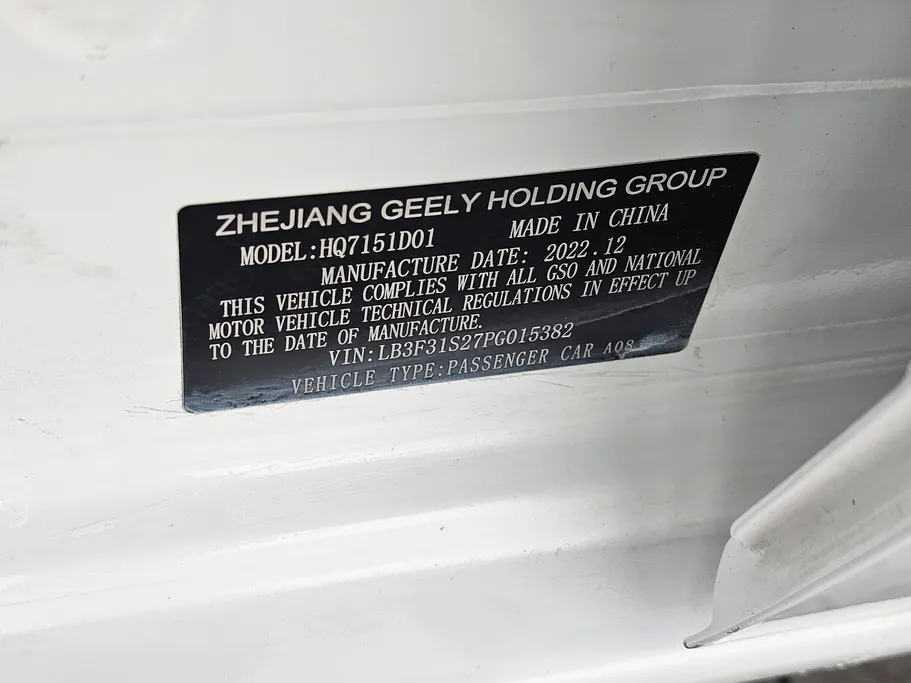 ZHEJIANG GEELY HOLDING GROUP
MODEL:HQ7151D01 MADE IN CHINA
MANUFACTURE DATE: 2022.12
THIS VEHICLE COMPLIES WITH ALL GSO AND NATIONAL
MOTOR VEHICLE TECHNICAL REGULATIONS IN EFFECT UP
TO THE DATE OF MANUFACTURE.
VIN:LB3F31S27PG015382
VEHICLE TYPE:PASSENGER CAR A08